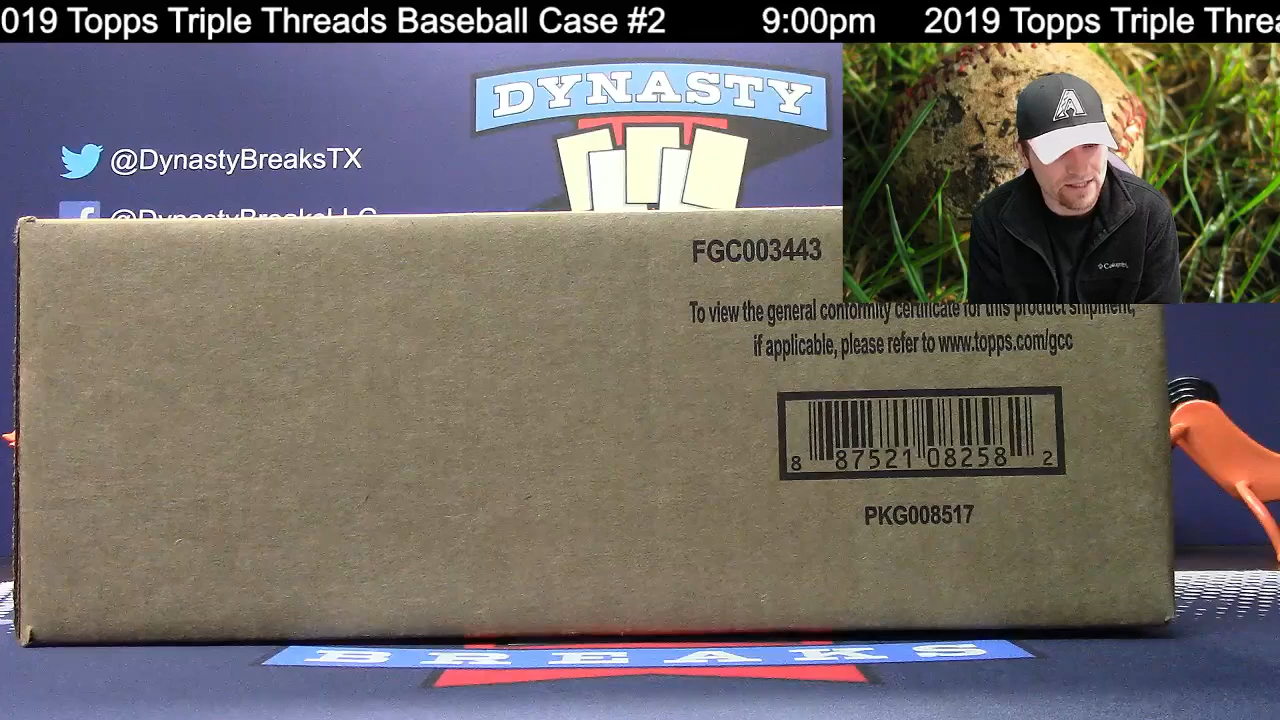 019 Topps Triple Threads Baseball Case #2 9:00pm 2019 Topps Triple Threa
DYNASTY
@DynastyBreaksTX
@DynastyBreaksLLC
FGC003443
To view the general conformity certificate for this product shipment,
if applicable, please refer to www.topps.com/gcc
8 87521 08258 2
PKG008517
BREAKS
A
Columbia